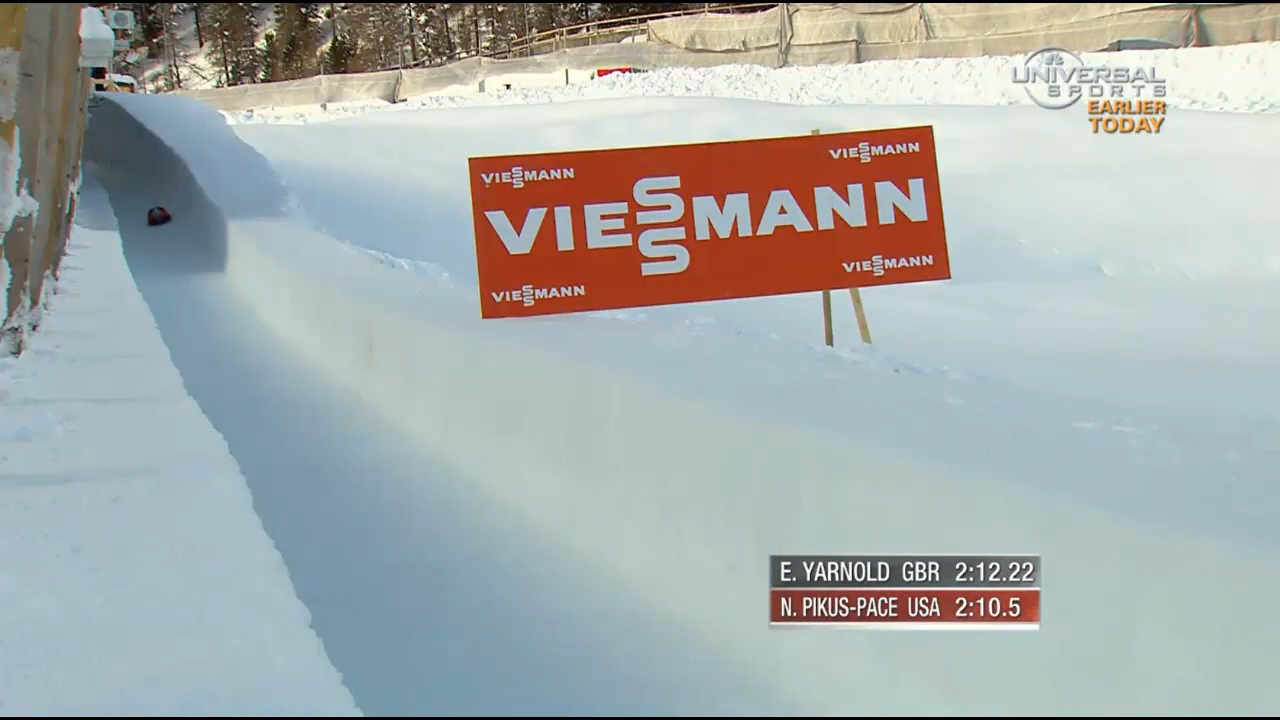 UNIVERSAL
SPORTS
EARLIER
TODAY
VIESSMANN VIESSMANN
VIESSMANN
VIESSMANN VIESSMANN
E. YARNOLD GBR 2:12.22
N. PIKUS-PACE USA 2:10.5